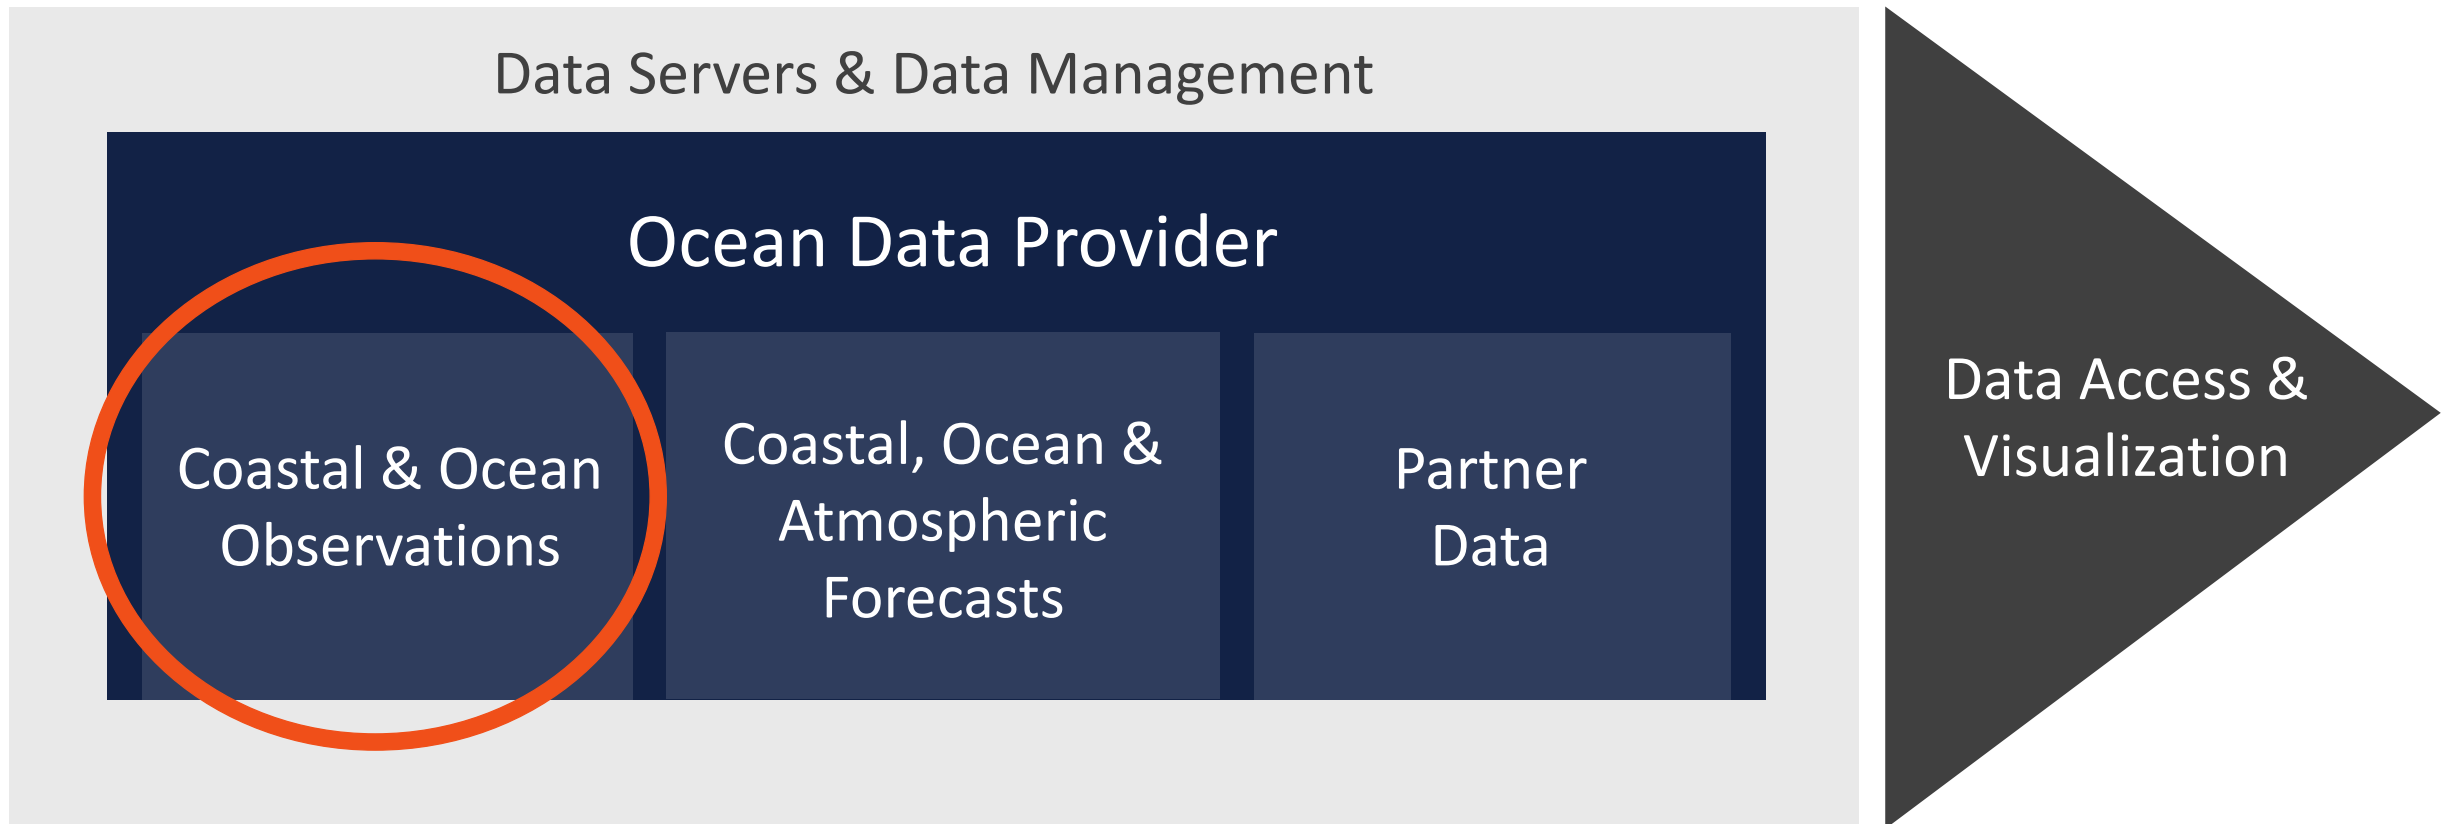 Data Servers & Data Management
Ocean Data Provider
Coastal & Ocean
Observations
Coastal, Ocean &
Atmospheric
Forecasts
Partner
Data
Data Access &
Visualization